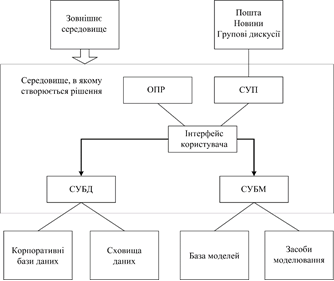 Зовнішнє
середовище
Пошта
Новини
Групові дискусії
Середовище, в якому
створюється рішення
ОПР
СУП
Інтерфейс
користувача
СУБД
СУБМ
Корпоративні
бази даних
Сховища
даних
База моделей
Засоби
моделювання